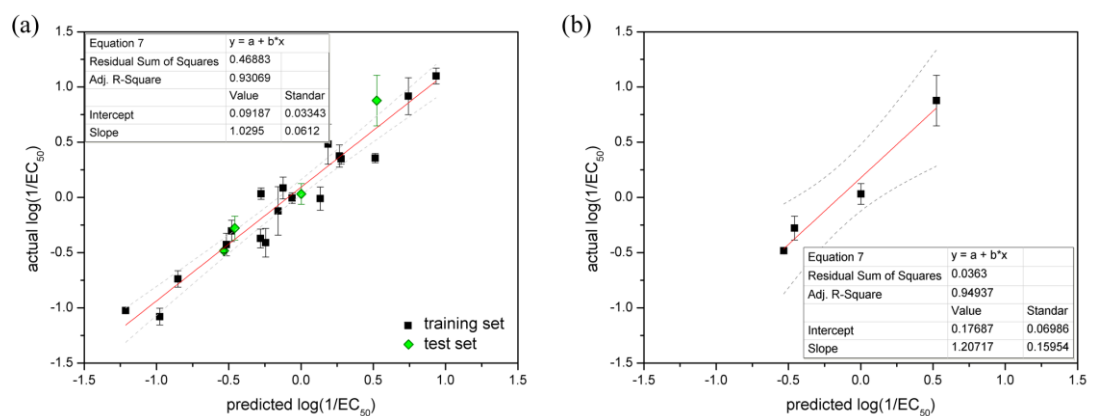 (a)
1.5
1.0
0.5
0.0
-0.5
-1.0
-1.5
actual log(1/EC50)
Equation 7 y = a + b*x
Residual Sum of Squares 0.46883
Adj. R-Square 0.93069
Value Standar
Intercept 0.09187 0.03343
Slope 1.0295 0.0612
training set
test set
-1.5 -1.0 -0.5 0.0 0.5 1.0 1.5
predicted log(1/EC50)
(b)
1.5
1.0
0.5
0.0
-0.5
-1.0
-1.5
actual log(1/EC50)
Equation 7 y = a + b*x
Residual Sum of Squares 0.0363
Adj. R-Square 0.94937
Value Standar
Intercept 0.17687 0.06986
Slope 1.20717 0.15954
-1.5 -1.0 -0.5 0.0 0.5 1.0 1.5
predicted log(1/EC50)